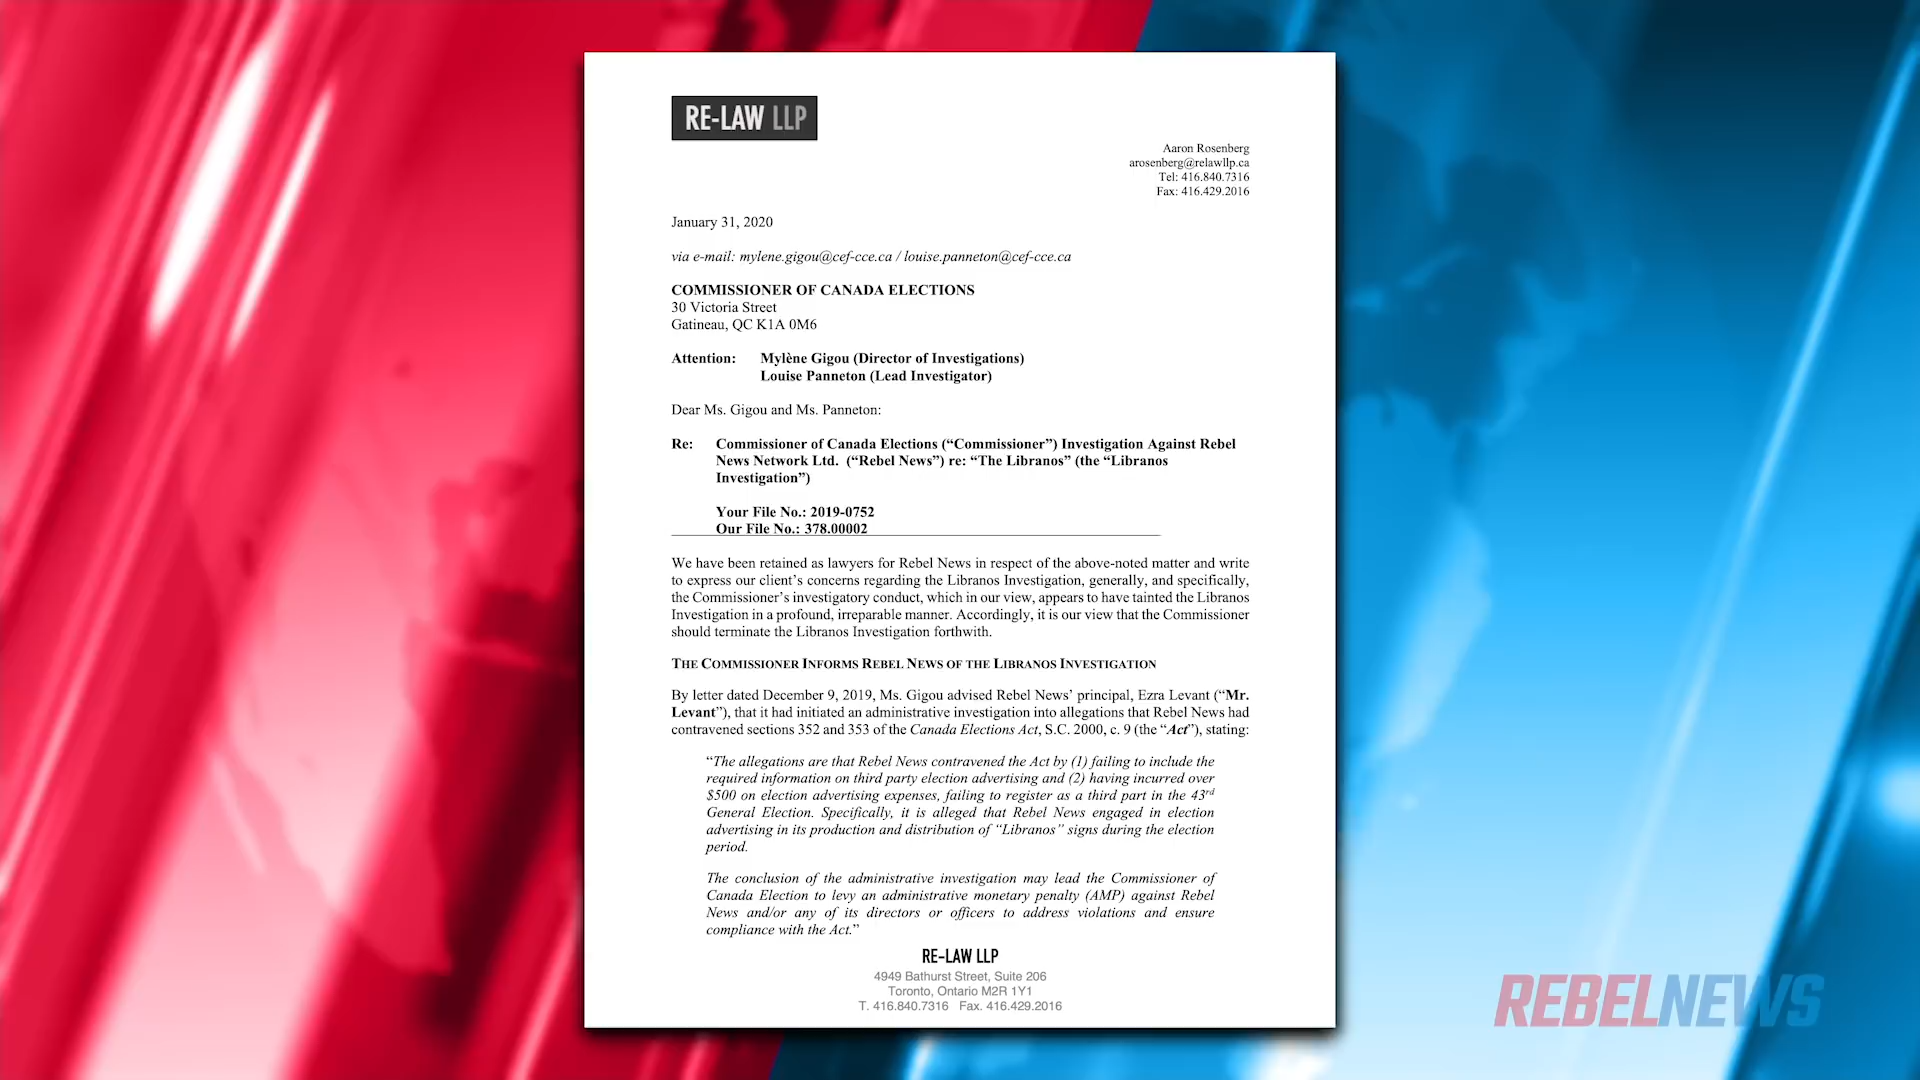 RE-LAW LLP
Aaron Rosenberg
arosenberg@relawllp.ca
Tel: 416.840.7316
Fax: 416.429.2016
January 31, 2020
via e-mail: mylene.gigou@cef-cce.ca / louise.panneton@cef-cce.ca
COMMISSIONER OF CANADA ELECTIONS
30 Victoria Street
Gatineau, QC K1A 0M6
Attention: Mylène Gigou (Director of Investigations)
Louise Panneton (Lead Investigator)
Dear Ms. Gigou and Ms. Panneton:
Re: Commissioner of Canada Elections (“Commissioner”) Investigation Against Rebel
News Network Ltd. (“Rebel News”) re: “The Libranos” (the “Libranos
Investigation”)
Your File No.: 2019-0752
Our File No.: 378.00002
We have been retained as lawyers for Rebel News in respect of the above-noted matter and write
to express our client’s concerns regarding the Libranos Investigation, generally, and specifically,
the Commissioner’s investigatory conduct, which in our view, appears to have tainted the Libranos
Investigation in a profound, irreparable manner. Accordingly, it is our view that the Commissioner
should terminate the Libranos Investigation forthwith.
THE COMMISSIONER INFORMS REBEL NEWS OF THE LIBRANOS INVESTIGATION
By letter dated December 9, 2019, Ms. Gigou advised Rebel News’ principal, Ezra Levant (“Mr.
Levant”), that it had initiated an administrative investigation into allegations that Rebel News had
contravened sections 352 and 353 of the Canada Elections Act, S.C. 2000, c. 9 (the “Act”), stating:
“The allegations are that Rebel News contravened the Act by (1) failing to include the
required information on third party election advertising and (2) having incurred over
$500 on election advertising expenses, failing to register as a third part in the 43rd
General Election. Specifically, it is alleged that Rebel News engaged in election
advertising in its production and distribution of “Libranos” signs during the election
period.
The conclusion of the administrative investigation may lead the Commissioner of
Canada Election to levy an administrative monetary penalty (AMP) against Rebel
News and/or any of its directors or officers to address violations and ensure
compliance with the Act.”
RE-LAW LLP
4949 Bathurst Street, Suite 206
Toronto, Ontario M2R 1Y1
T. 416.840.7316 Fax. 416.429.2016
REBELNEWS